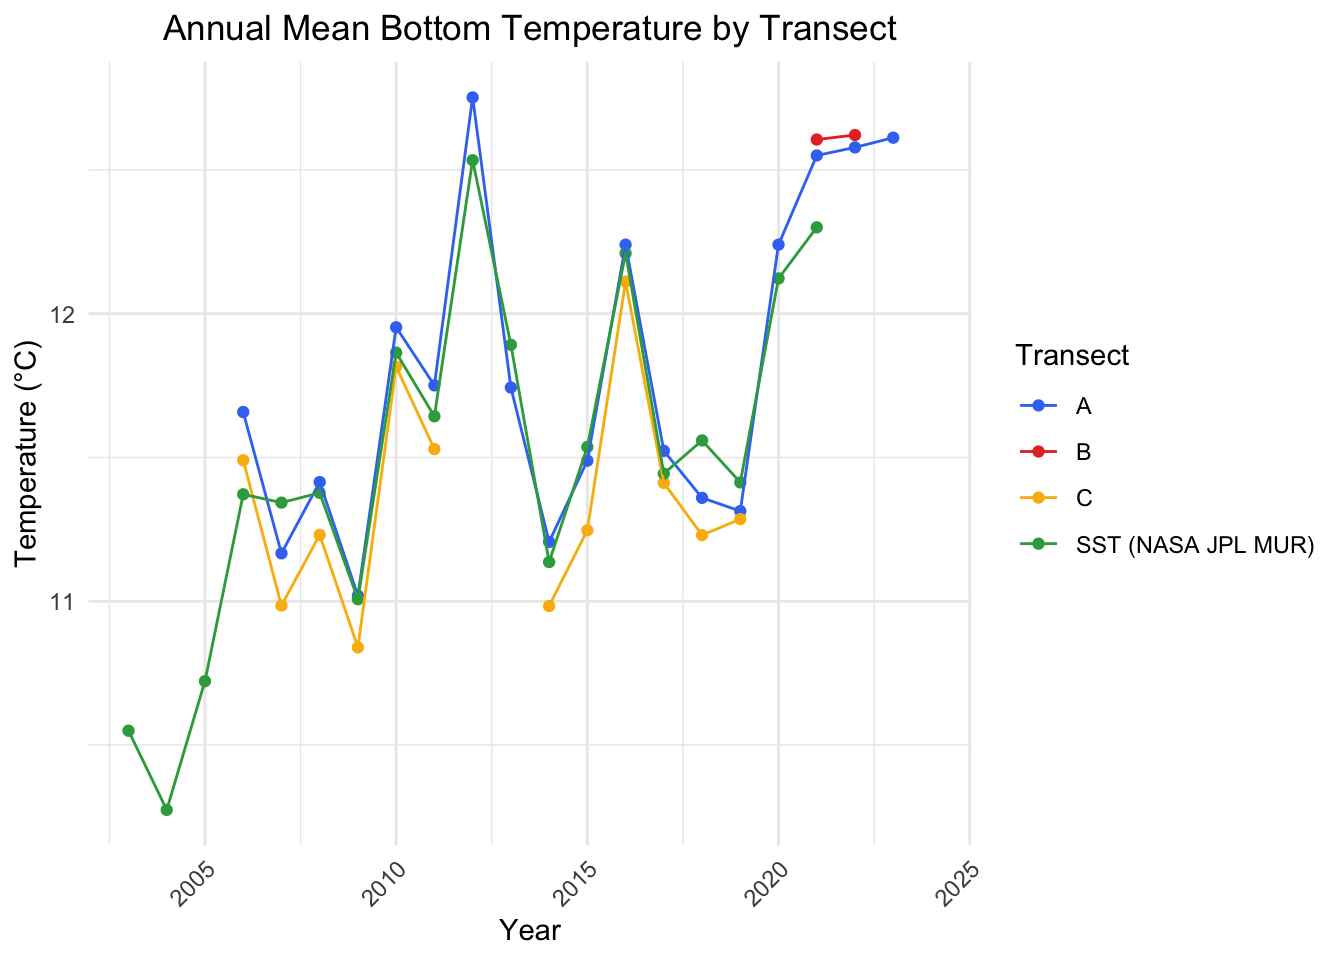 Annual Mean Bottom Temperature by Transect
Temperature (°C)
12
11
2005
2010
2015
2020
2025
Year
Transect
A
B
C
SST (NASA JPL MUR)